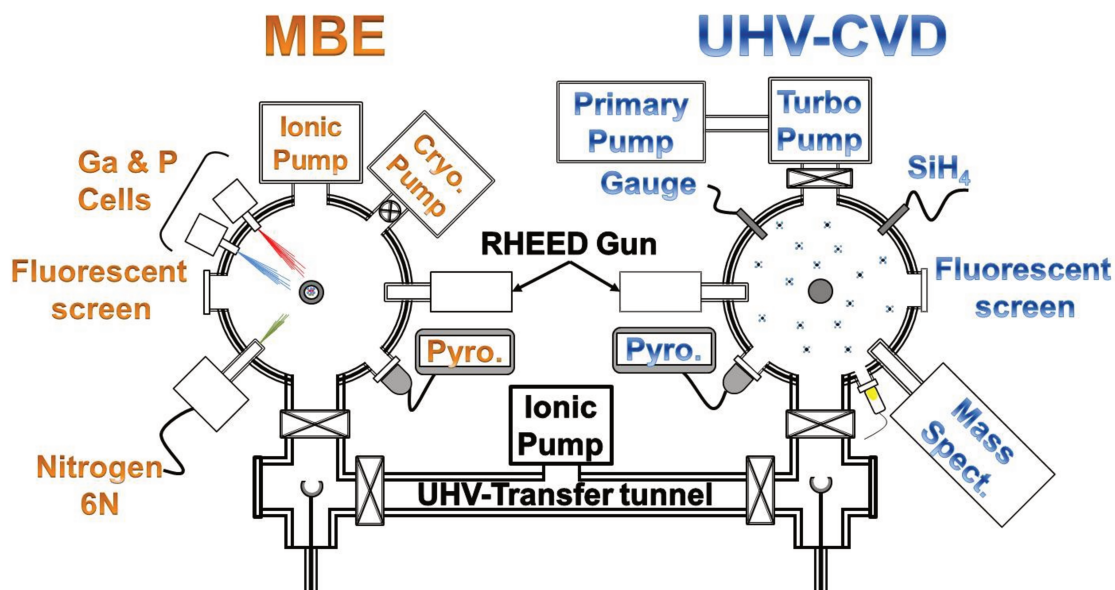 MBE
UHV-CVD
Ionic
Pump
Cryo.
Pump
Ga & P
Cells
Fluorescent
screen
Nitrogen
6N
Pyro.
RHEED Gun
Primary
Pump
Turbo
Pump
Gauge
SiH₄
Fluorescent
screen
Pyro.
Mass
Spect.
Ionic
Pump
UHV-Transfer tunnel